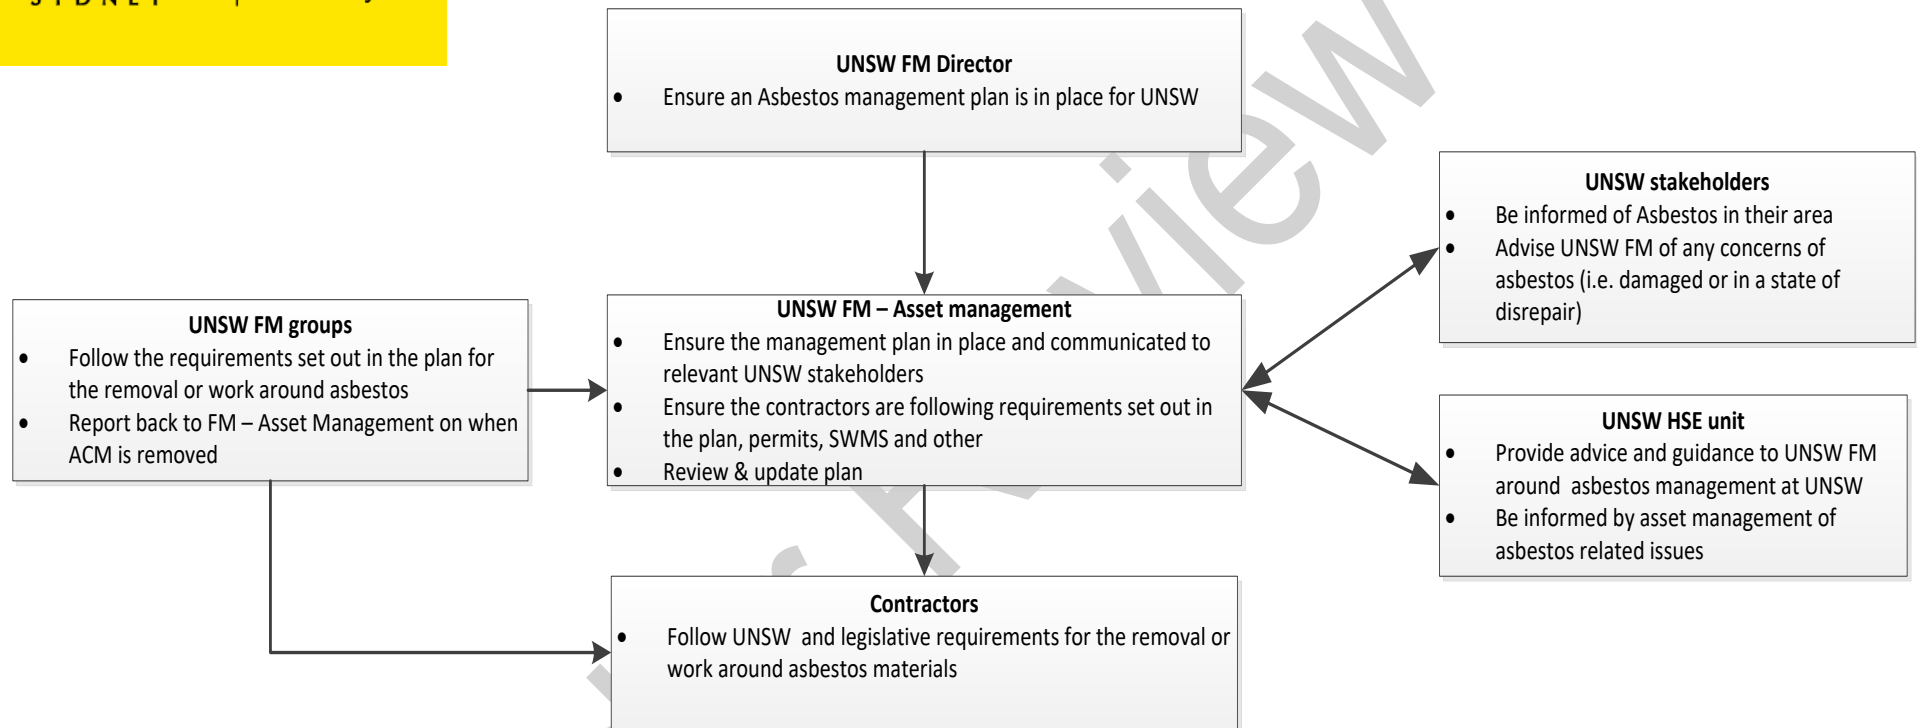 SYDNEY
UNSW FM Director
• Ensure an Asbestos management plan is in place for UNSW
UNSW stakeholders
• Be informed of Asbestos in their area
• Advise UNSW FM of any concerns of
asbestos (i.e. damaged or in a state of
disrepair)
UNSW FM groups
• Follow the requirements set out in the plan for
the removal or work around asbestos
• Report back to FM – Asset Management on when
ACM is removed
UNSW FM – Asset management
• Ensure the management plan in place and communicated to
relevant UNSW stakeholders
• Ensure the contractors are following requirements set out in
the plan, permits, SWMS and other
• Review & update plan
UNSW HSE unit
• Provide advice and guidance to UNSW FM
around  asbestos management at UNSW
• Be informed by asset management of
asbestos related issues
Contractors
• Follow UNSW  and legislative requirements for the removal or
work around asbestos materials
Review